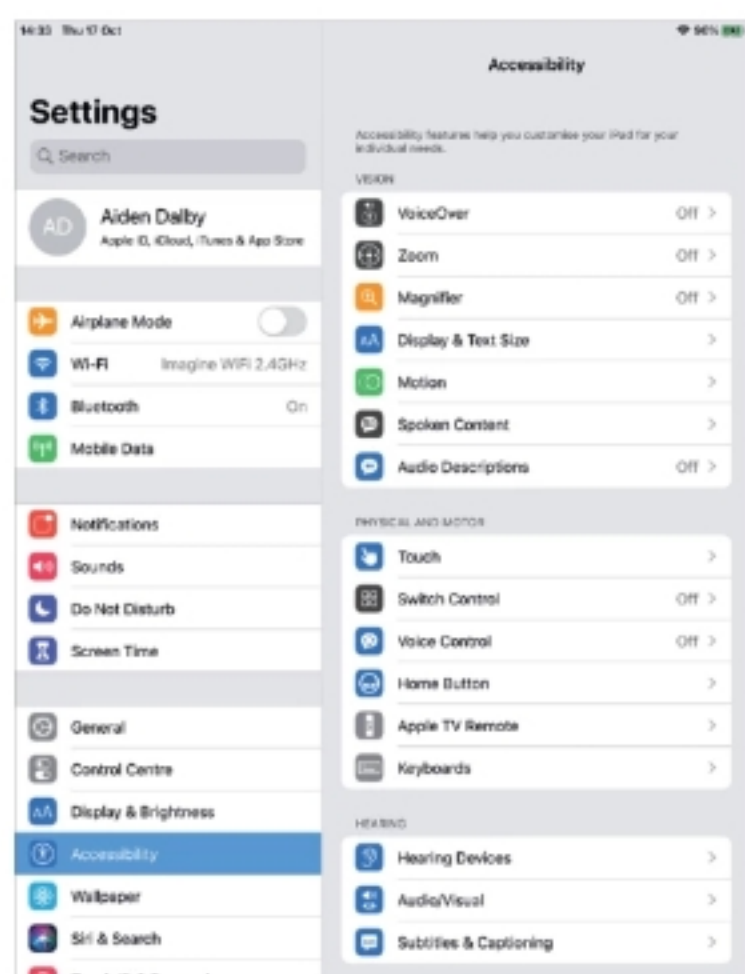 14:33 Thu 17 Oct
96%
Settings
Search
AD
Aiden Dalby
Apple ID, iCloud, iTunes & App Store
Airplane Mode
Wi-Fi Imagine WiFi 2.4GHz
Bluetooth On
Mobile Data
Notifications
Sounds
Do Not Disturb
Screen Time
General
Control Centre
AA Display & Brightness
Accessibility
Wallpaper
Siri & Search
Accessibility
Accessibility features help you customise your iPad for your
individual needs.
VISION
VoiceOver Off
Zoom Off
Magnifier Off
AA Display & Text Size
Motion
Spoken Content
Audio Descriptions Off
PHYSICAL AND MOTOR
Touch
Switch Control Off
Voice Control Off
Home Button
Apple TV Remote
Keyboards
HEARING
Hearing Devices
Audio/Visual
Subtitles & Captioning